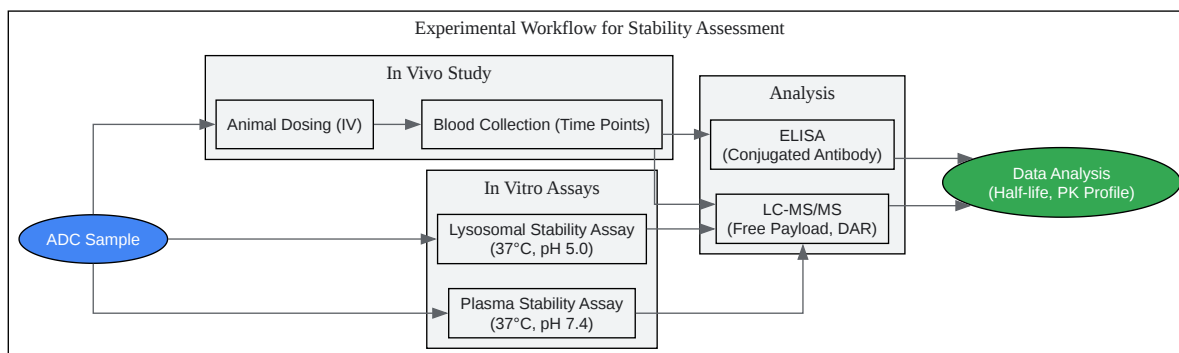 Experimental Workflow for Stability Assessment
In Vivo Study
Animal Dosing (IV)
Blood Collection (Time Points)
Analysis
ELISA
(Conjugated Antibody)
LC-MS/MS
(Free Payload, DAR)
Data Analysis
(Half-life, PK Profile)
In Vitro Assays
ADC Sample
Lysosomal Stability Assay
(37°C, pH 5.0)
Plasma Stability Assay
(37°C, pH 7.4)